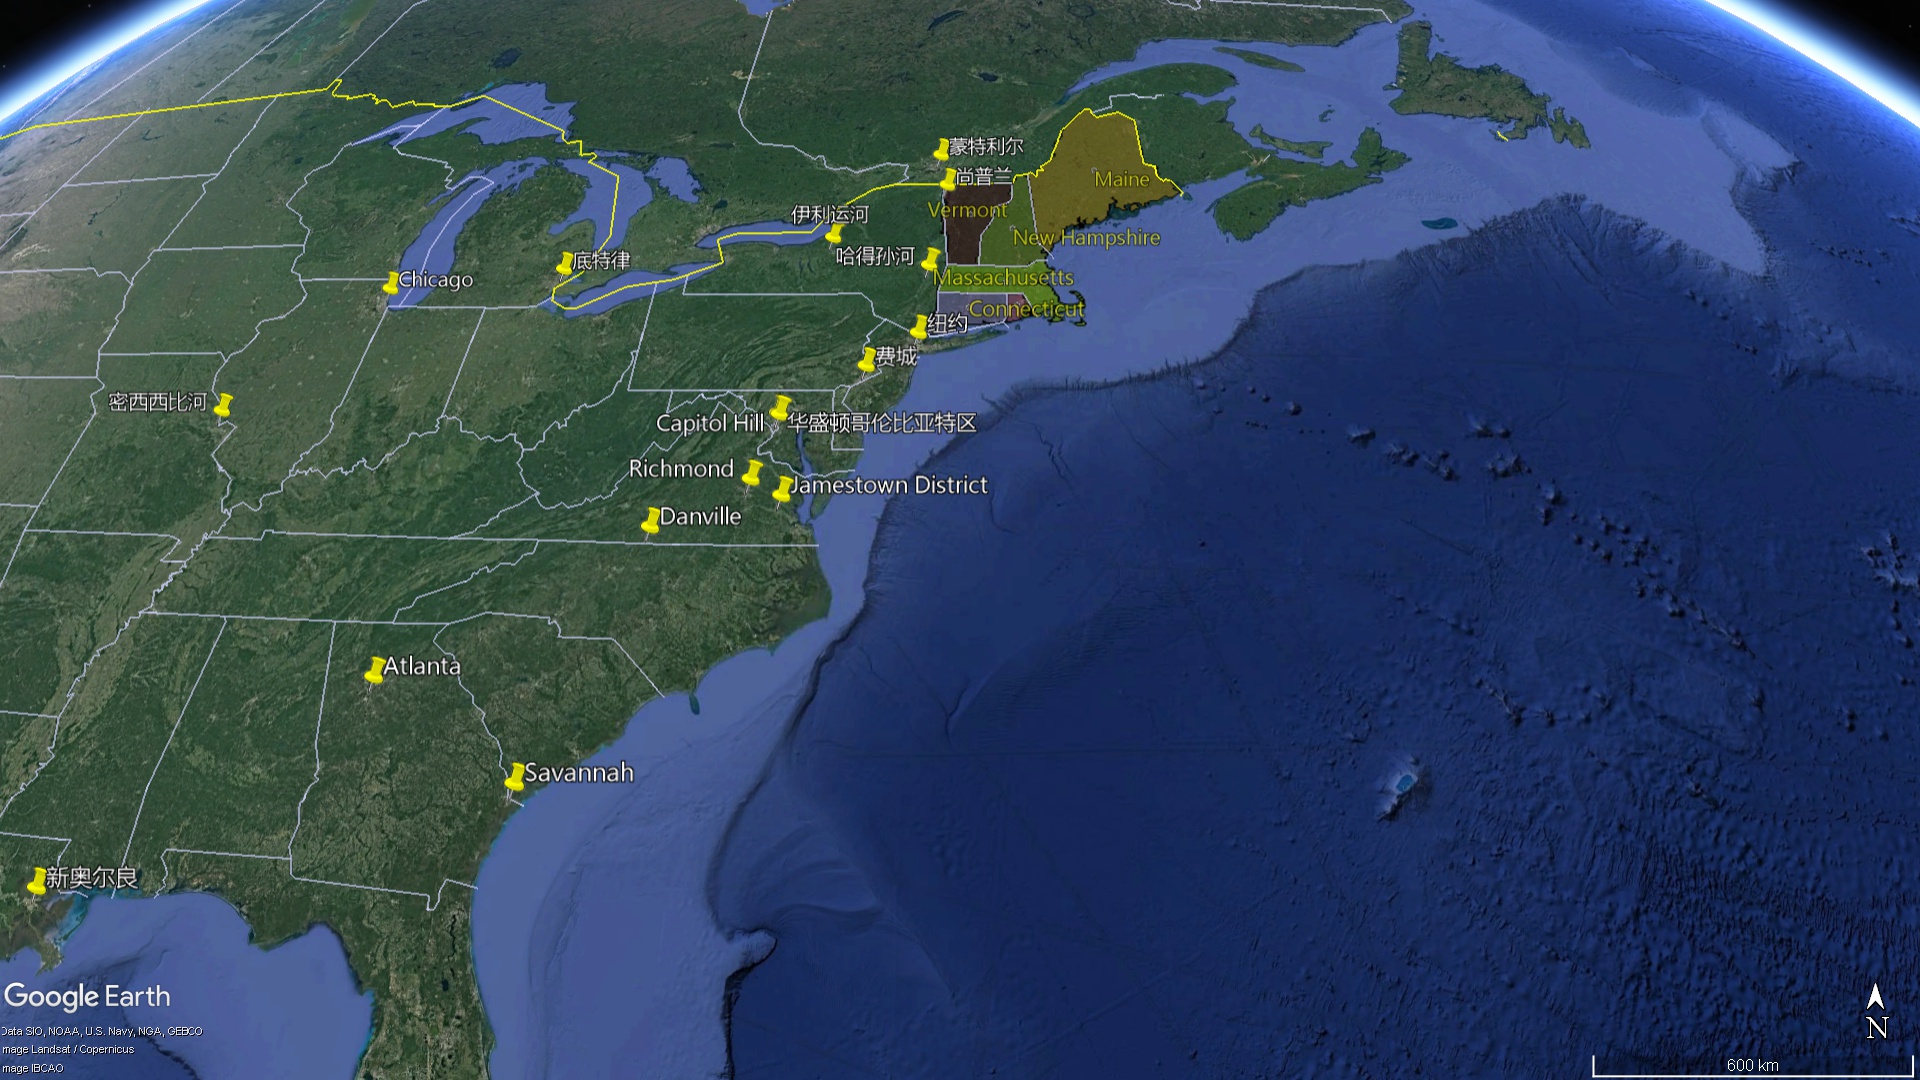 蒙特利尔
尚普兰
Maine
Vermont
伊利运河
New Hampshire
哈得孙河
底特律
Chicago
Massachusetts
Connecticut
纽约
费城
密西西比河
Capitol Hill
华盛顿哥伦比亚特区
Richmond
Jamestown District
Danville
Atlanta
Savannah
新奥尔良
Google Earth
Data SIO, NOAA, U.S. Navy, NGA, GEBCO
mage Landsat / Copernicus
mage IBCAO
N
600 km